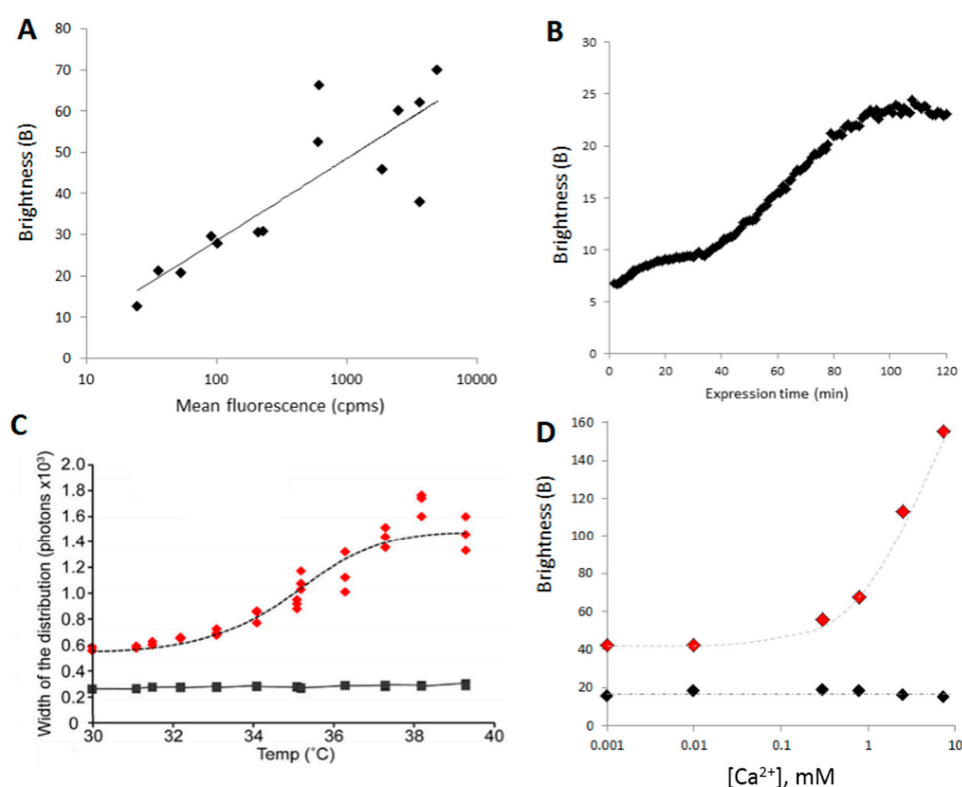 A
Brightness (B)
80
70
60
50
40
30
20
10
0
10 100 1000 10000
Mean fluorescence (cpms)
B
Brightness (B)
30
25
20
15
10
5
0
0 20 40 60 80 100 120
Expression time (min)
C
Width of the distribution (photons x10³)
2.0
1.8
1.6
1.4
1.2
1.0
0.8
0.6
0.4
0.2
0
30 32 34 36 38 40
Temp (˚C)
D
Brightness (B)
160
140
120
100
80
60
40
20
0
0.001 0.01 0.1 1 10
[Ca²⁺], mM